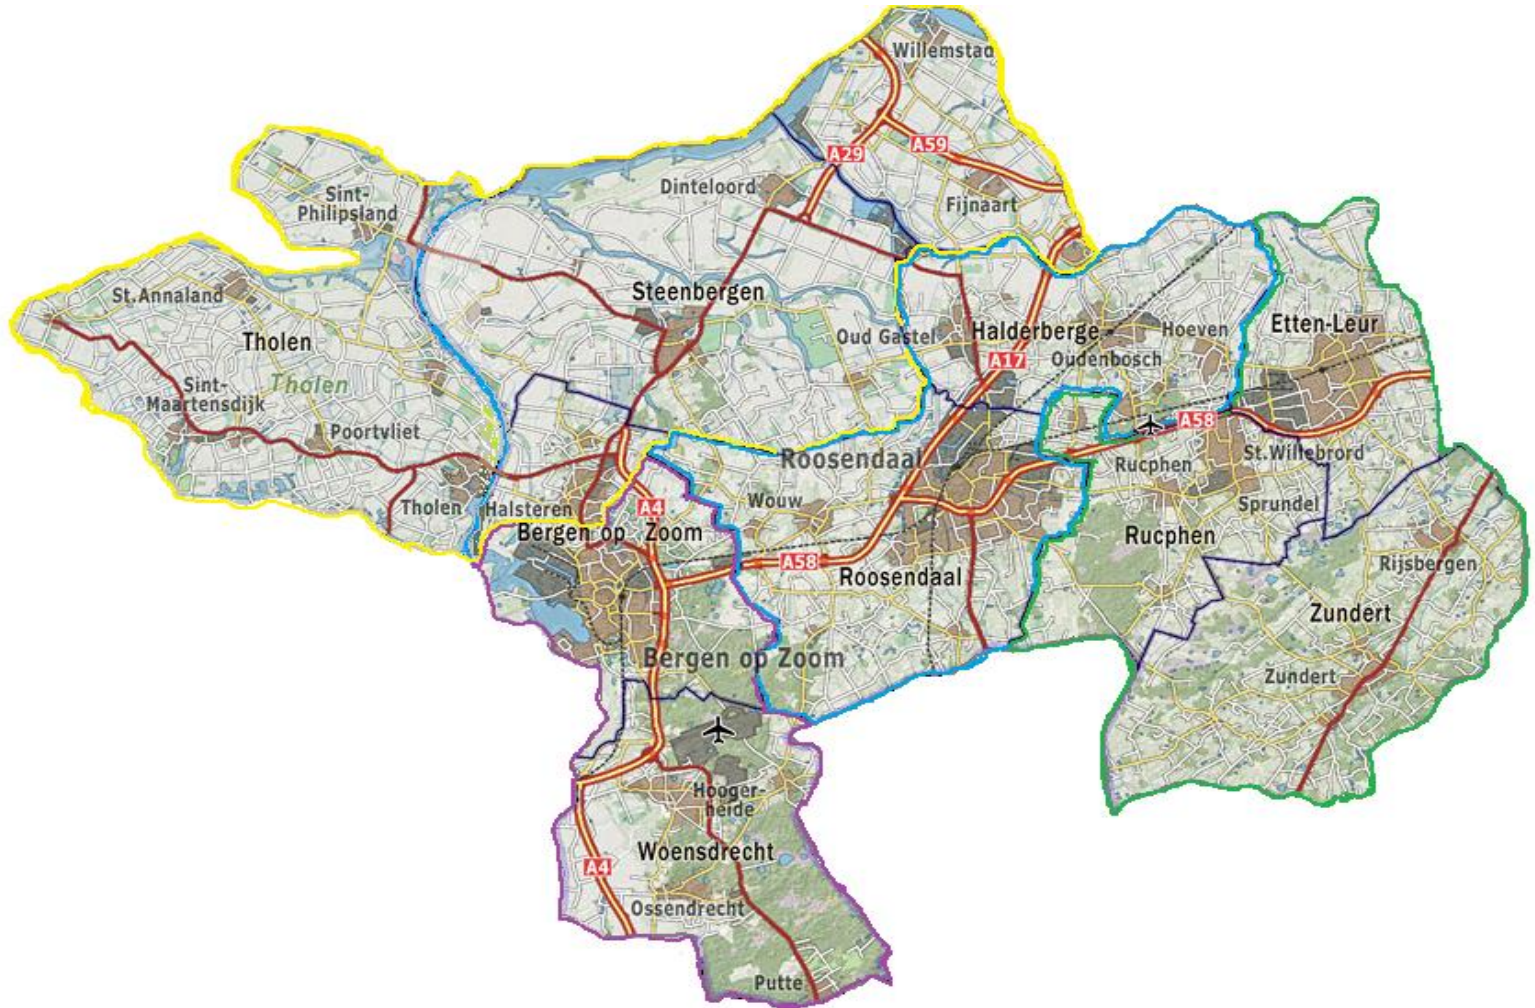 Willemstad
A29
A59
Dinteloord
Fijnaart
Sint-
Philipsland
St.Annaland
Tholen
Tholen
Sint-
Maartensdijk
Poortvliet
Tholen
Steenbergen
Oud Gastel
Halderberge
Hoeven
A17
Oudenbosch
Etten-Leur
A58
St.Willebrord
Rucphen
Sprundel
Rucphen
Roosendaal
Wouw
Halsteren
A4
Bergen op Zoom
A58
Roosendaal
Rijsbergen
Zundert
Zundert
Bergen op Zoom
Hooger-
heide
Woensdrecht
A4
Ossendrecht
Putte